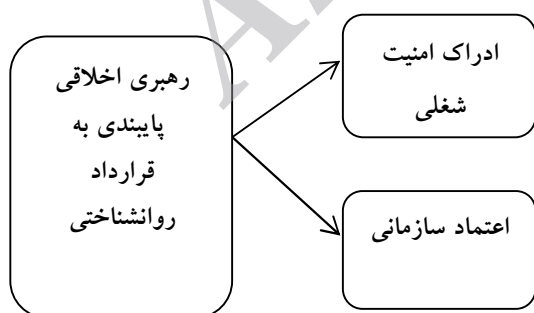 رهبری اخلاقی
پایبندی به
قرارداد
روانشناختی
ادراک امنیت
شغلی
اعتماد سازمانی